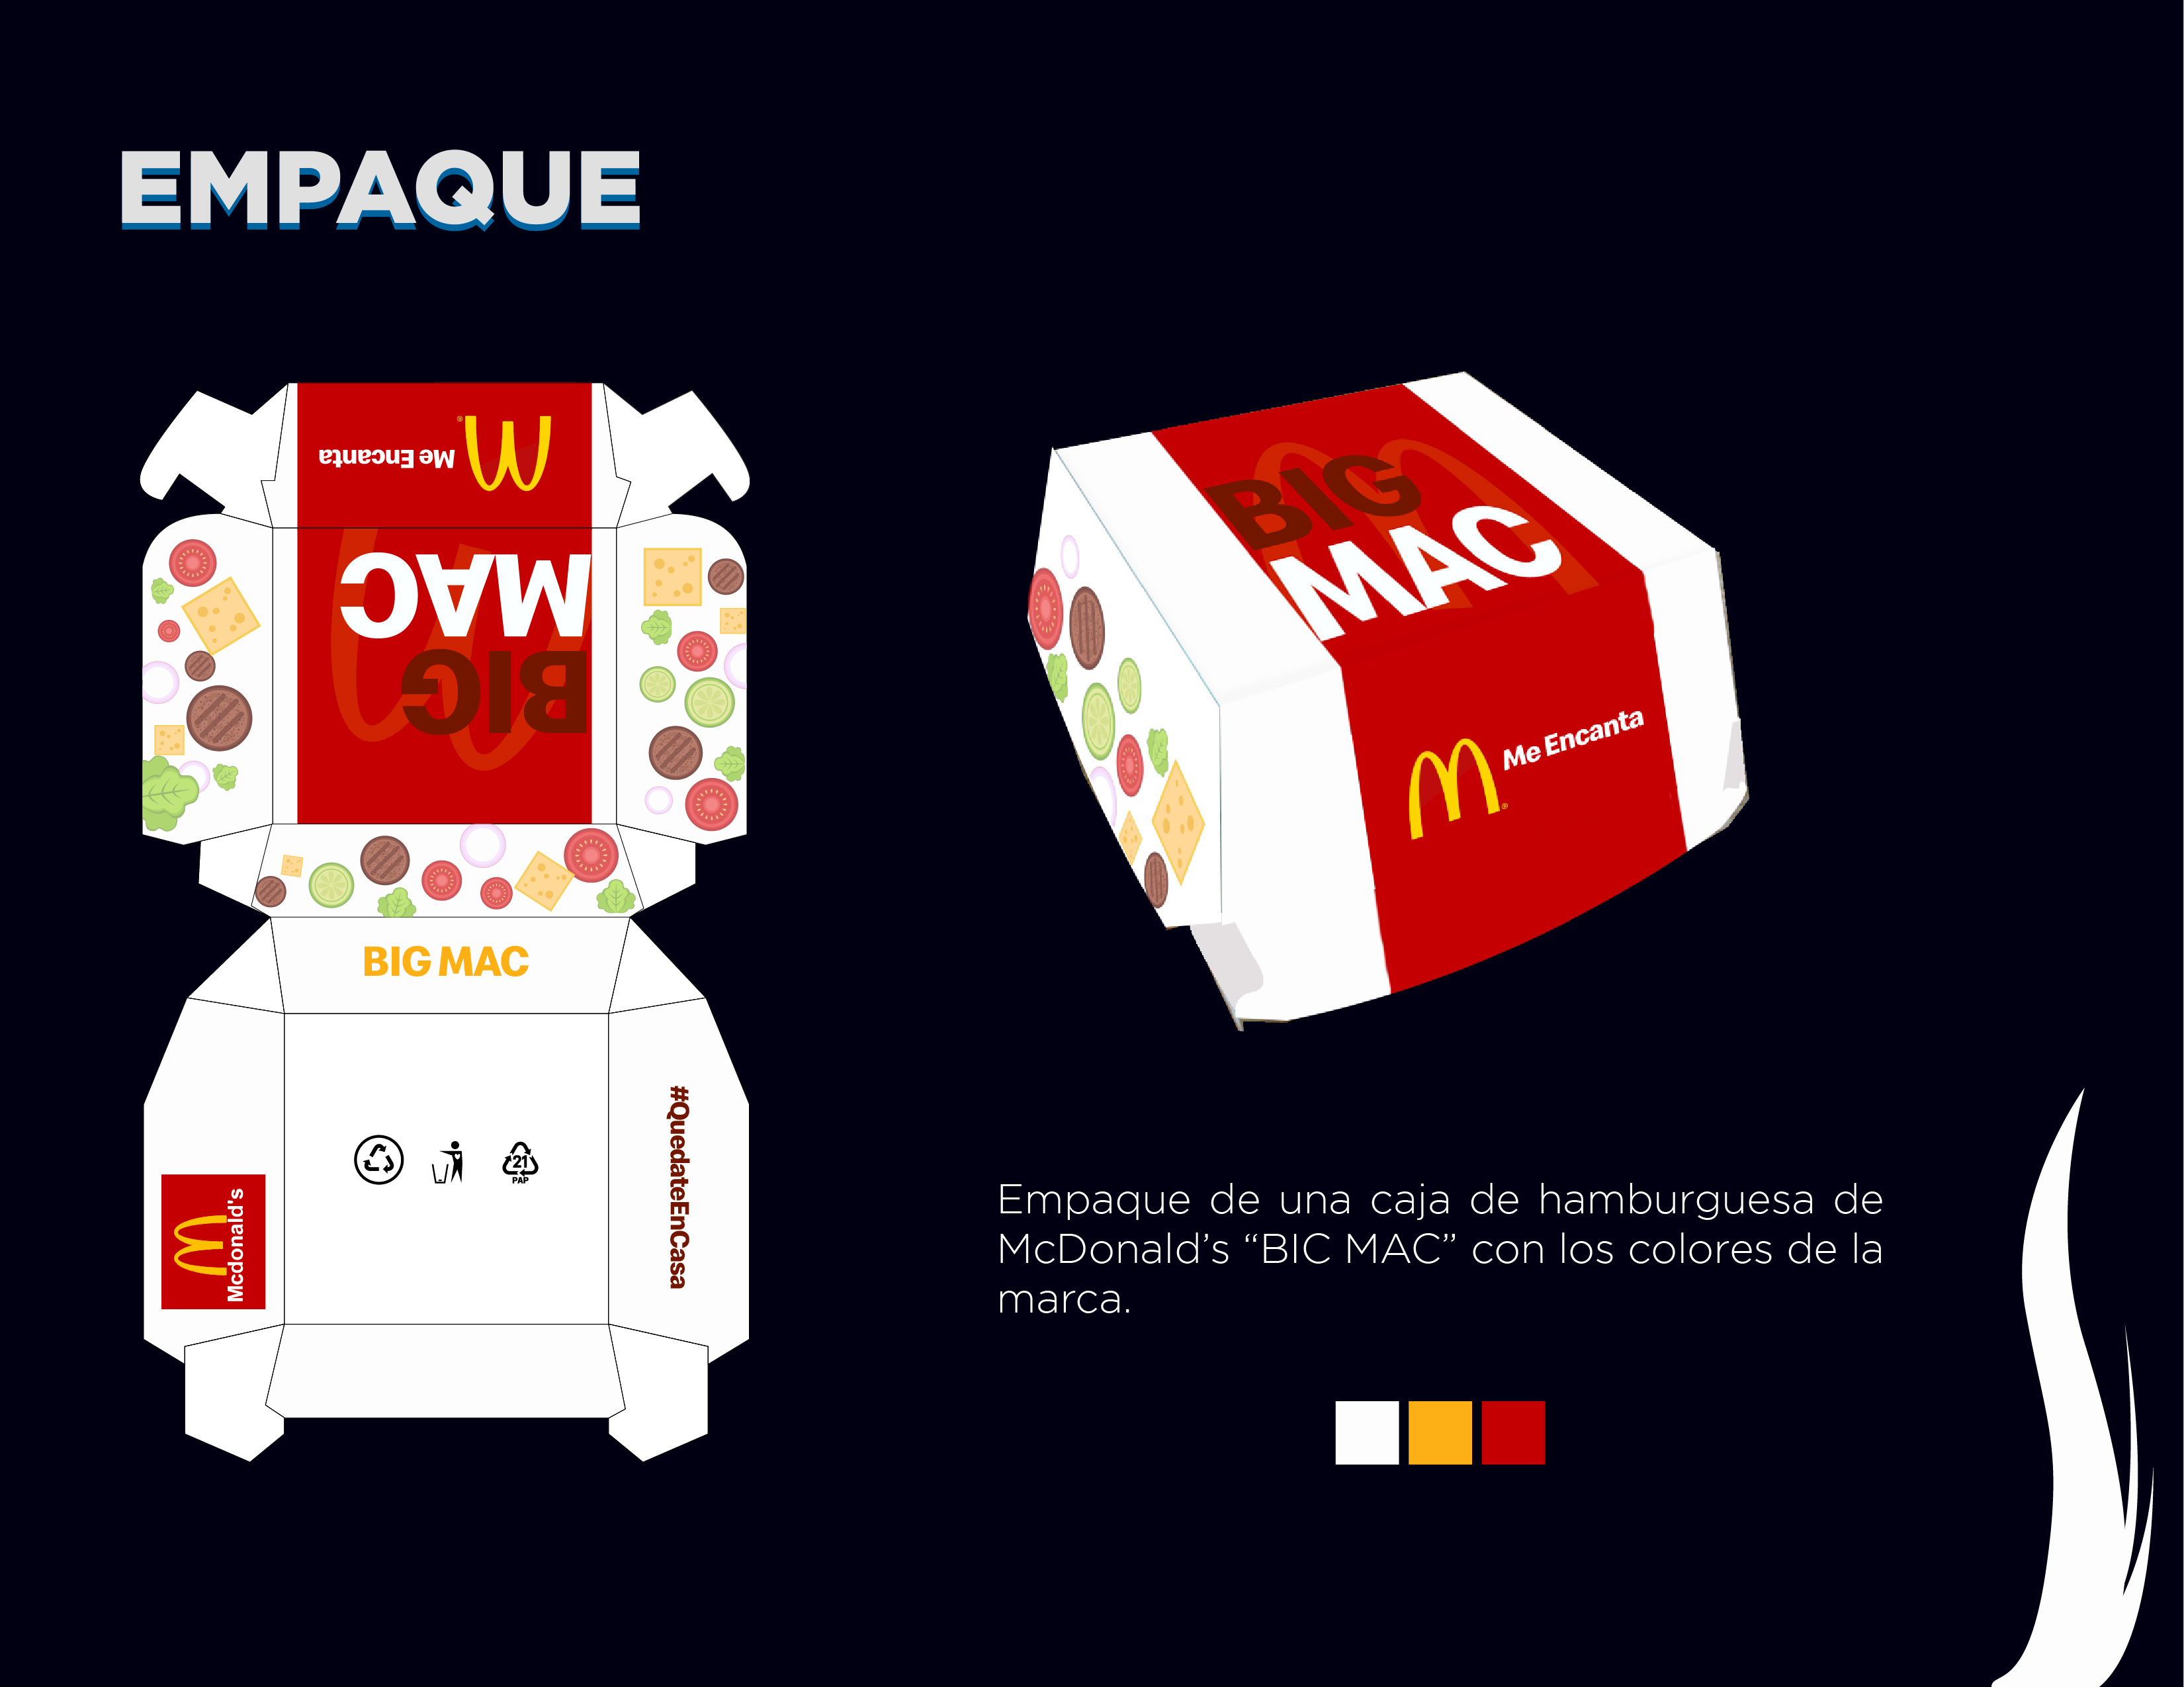 EMPAQUE
Me Encanta
®
MAC
BIG
BIG MAC
#QuedateEnCasa
Mcdonald's
21
PAP
BIG
MAC
Me Encanta
®
Empaque de una caja de hamburguesa de
McDonald’s “BIC MAC” con los colores de la
marca.